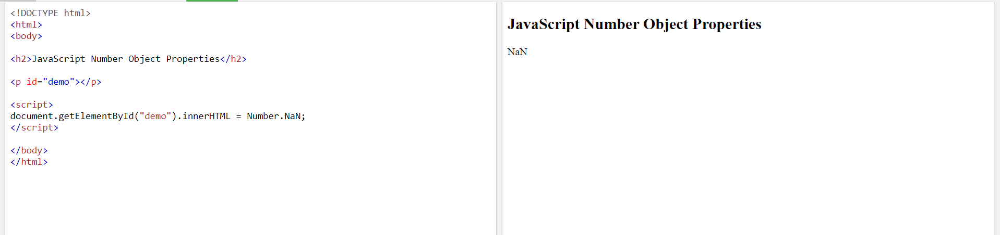 <!DOCTYPE html>
<html>
<body>
<h2>JavaScript Number Object Properties</h2>
<p id="demo"></p>
<script>
document.getElementById("demo").innerHTML = Number.NaN;
</script>
</body>
</html>
JavaScript Number Object Properties
NaN